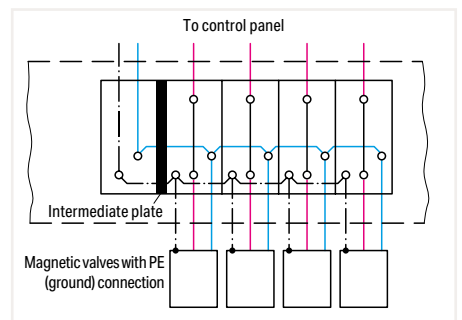 To control panel
Intermediate plate
Magnetic valves with PE
(ground) connection